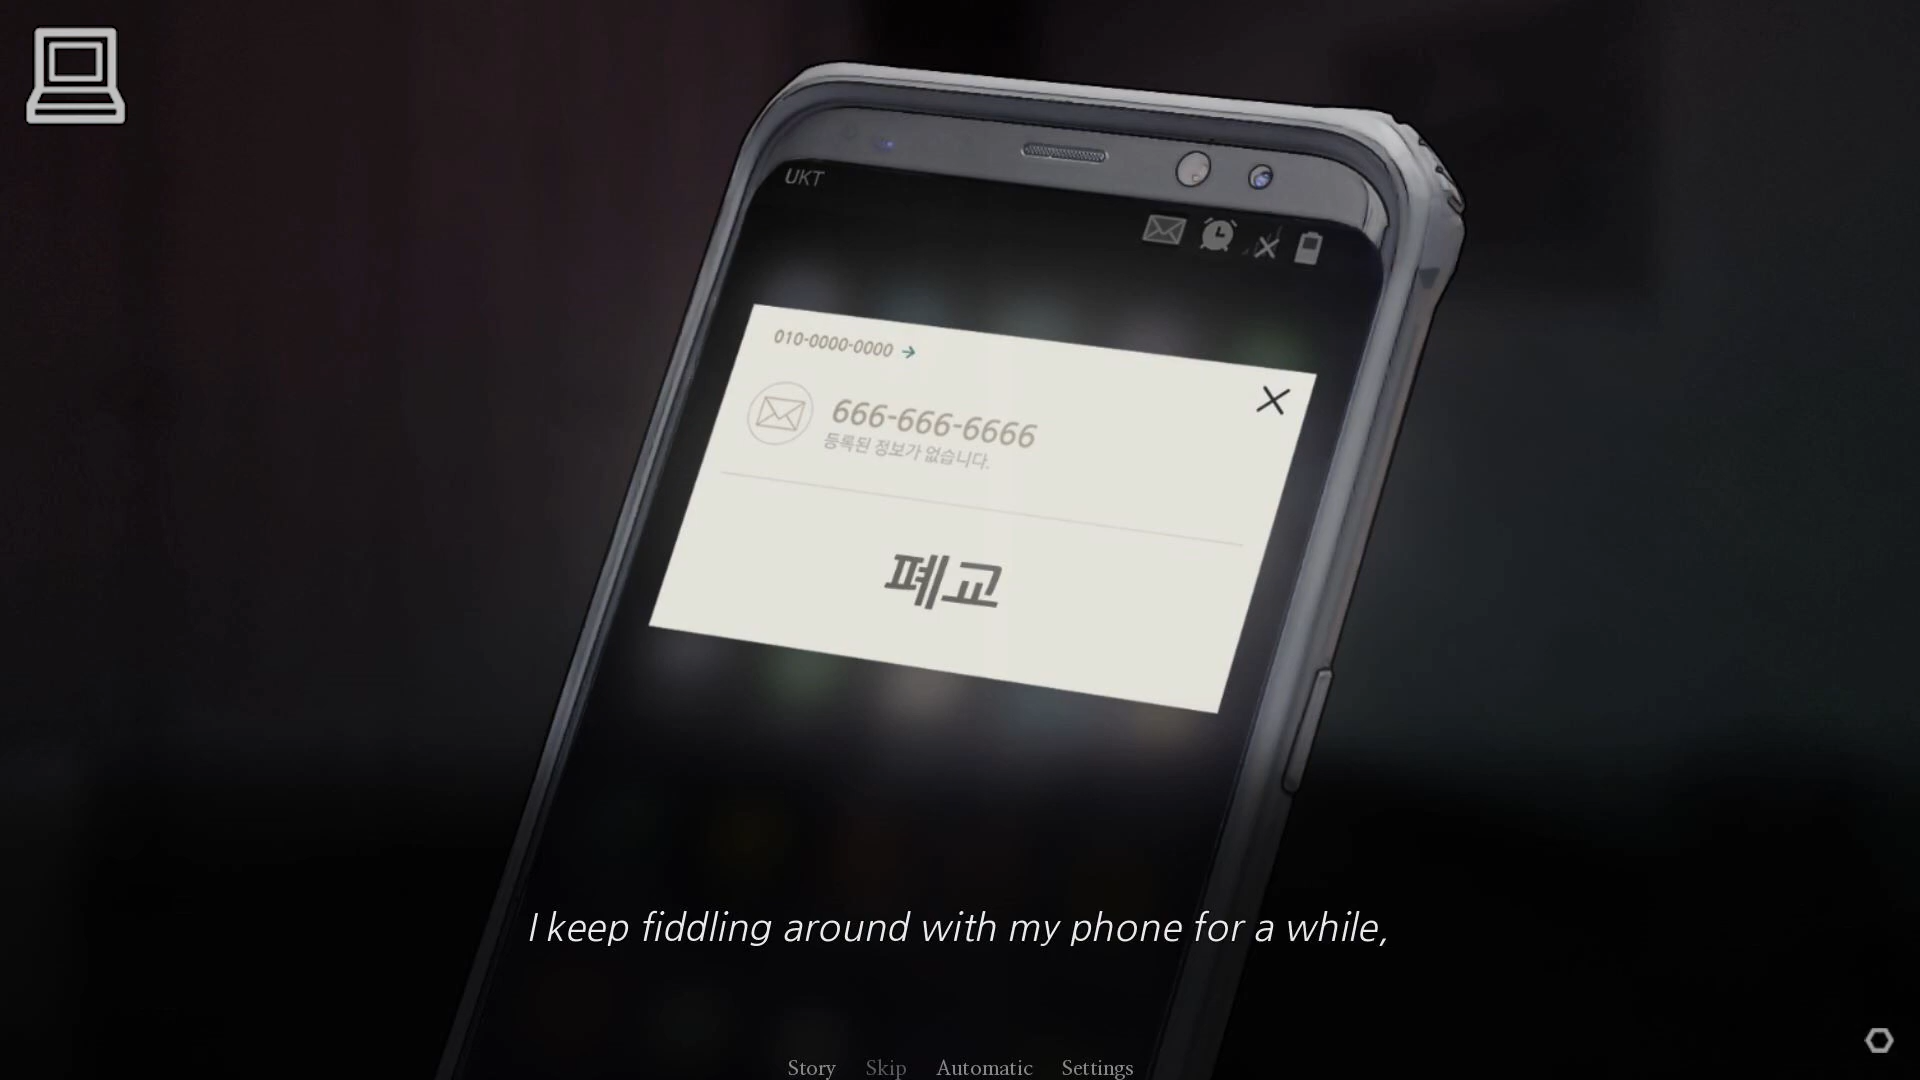 UKT
010-0000-0000 →
666-666-6666
등록된 정보가 없습니다.
폐교
I keep fiddling around with my phone for a while,
Story Skip Automatic Settings